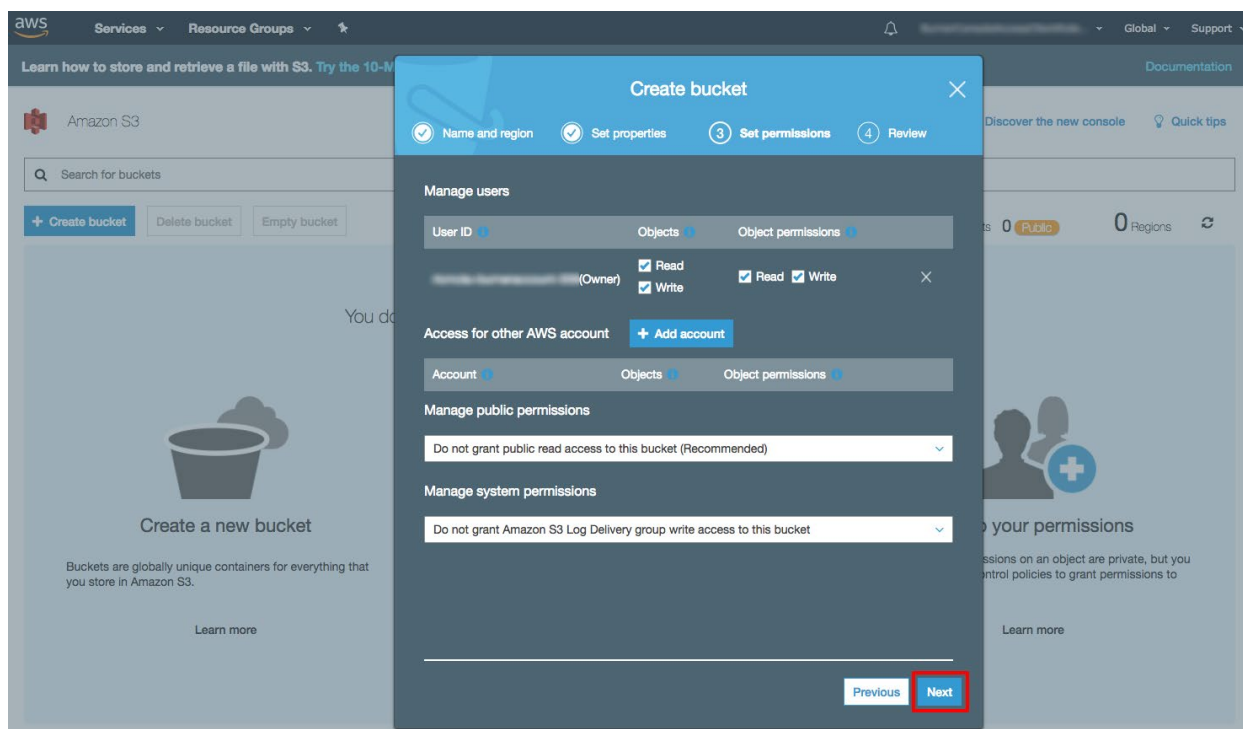 aws
Services
Resource Groups
Global
Support
Learn how to store and retrieve a file with S3. Try the 10-M
Documentation
Create bucket
Name and region
Set properties
3 Set permissions
4 Review
Amazon S3
Discover the new console
Quick tips
Search for buckets
+ Create bucket
Delete bucket
Empty bucket
ts 0 Public
0 Regions
Manage users
User ID
Objects
Object permissions
(Owner)
Read
Write
Read
Write
You do
Access for other AWS account
+ Add account
Account
Objects
Object permissions
Manage public permissions
Do not grant public read access to this bucket (Recommended)
Manage system permissions
Do not grant Amazon S3 Log Delivery group write access to this bucket
Create a new bucket
Buckets are globally unique containers for everything that
you store in Amazon S3.
Learn more
your permissions
ssions on an object are private, but you
ontrol policies to grant permissions to
Learn more
Previous
Next